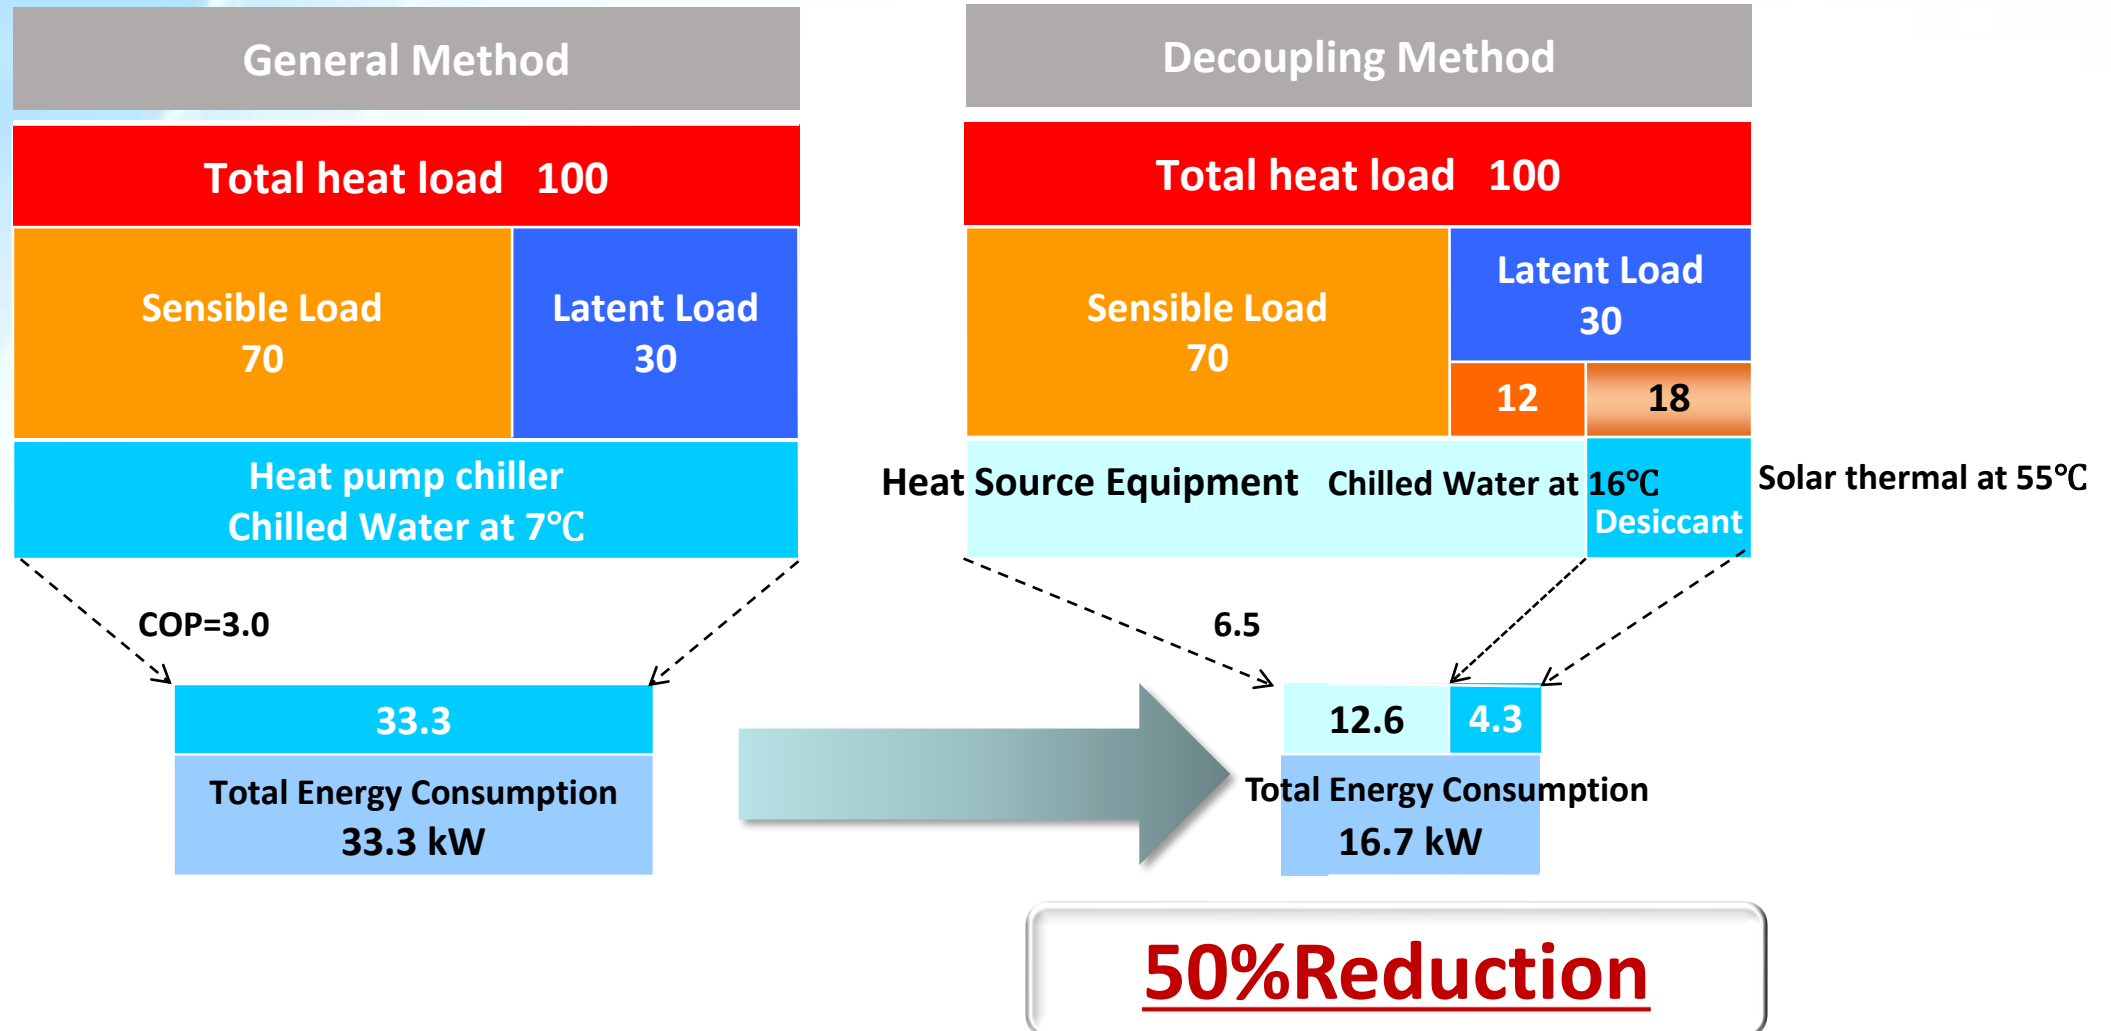 General Method
Total heat load 100
Sensible Load
70
Latent Load
30
Heat pump chiller
Chilled Water at 7℃
COP=3.0
33.3
Total Energy Consumption
33.3 kW
Decoupling Method
Total heat load 100
Sensible Load
70
Latent Load
30
12
18
Heat Source Equipment Chilled Water at 16℃
Desiccant
Solar thermal at 55℃
6.5
12.6
4.3
Total Energy Consumption
16.7 kW
50%Reduction